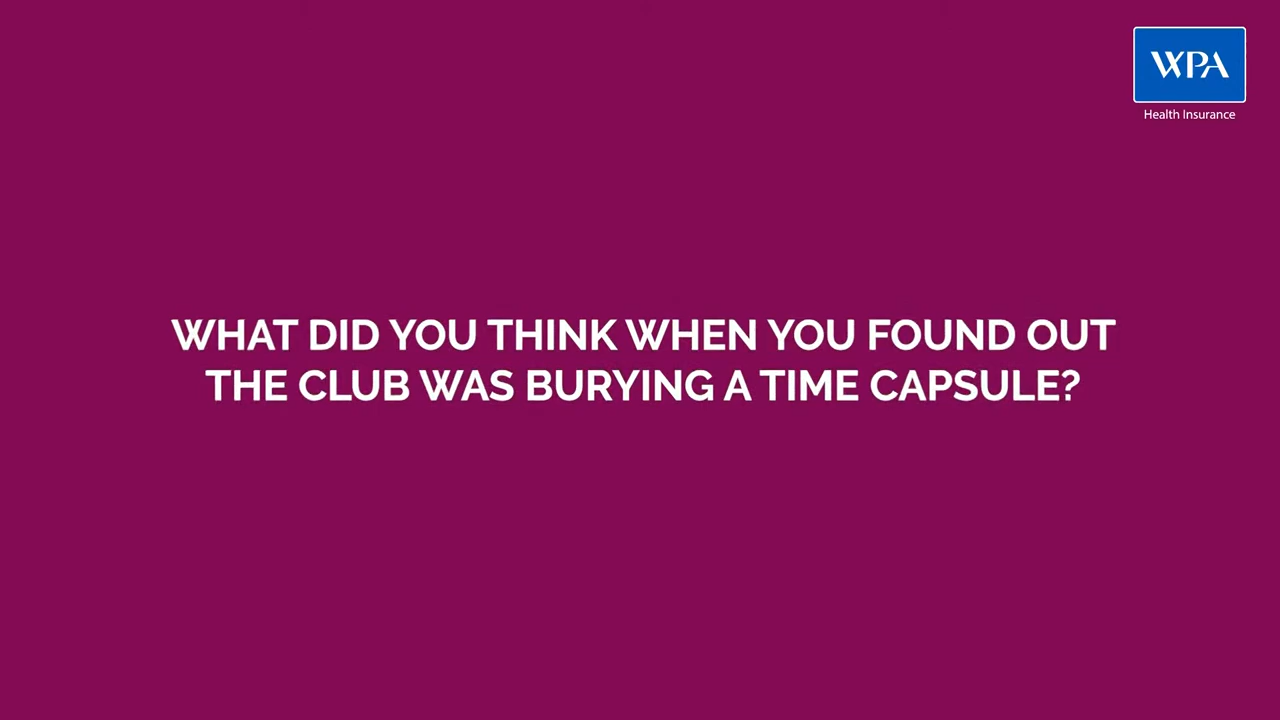 WPA
Health Insurance
WHAT DID YOU THINK WHEN YOU FOUND OUT
THE CLUB WAS BURYING A TIME CAPSULE?